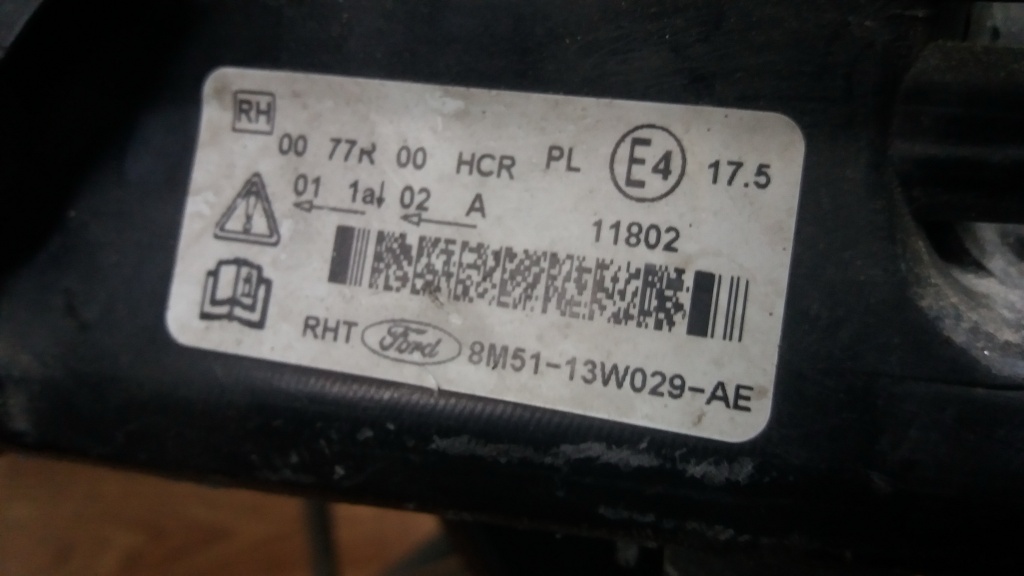 RH
00 77R 00 HCR PL E4 17.5
01 1a 02 A
11802
RHT Ford 8M51-13W029-AE